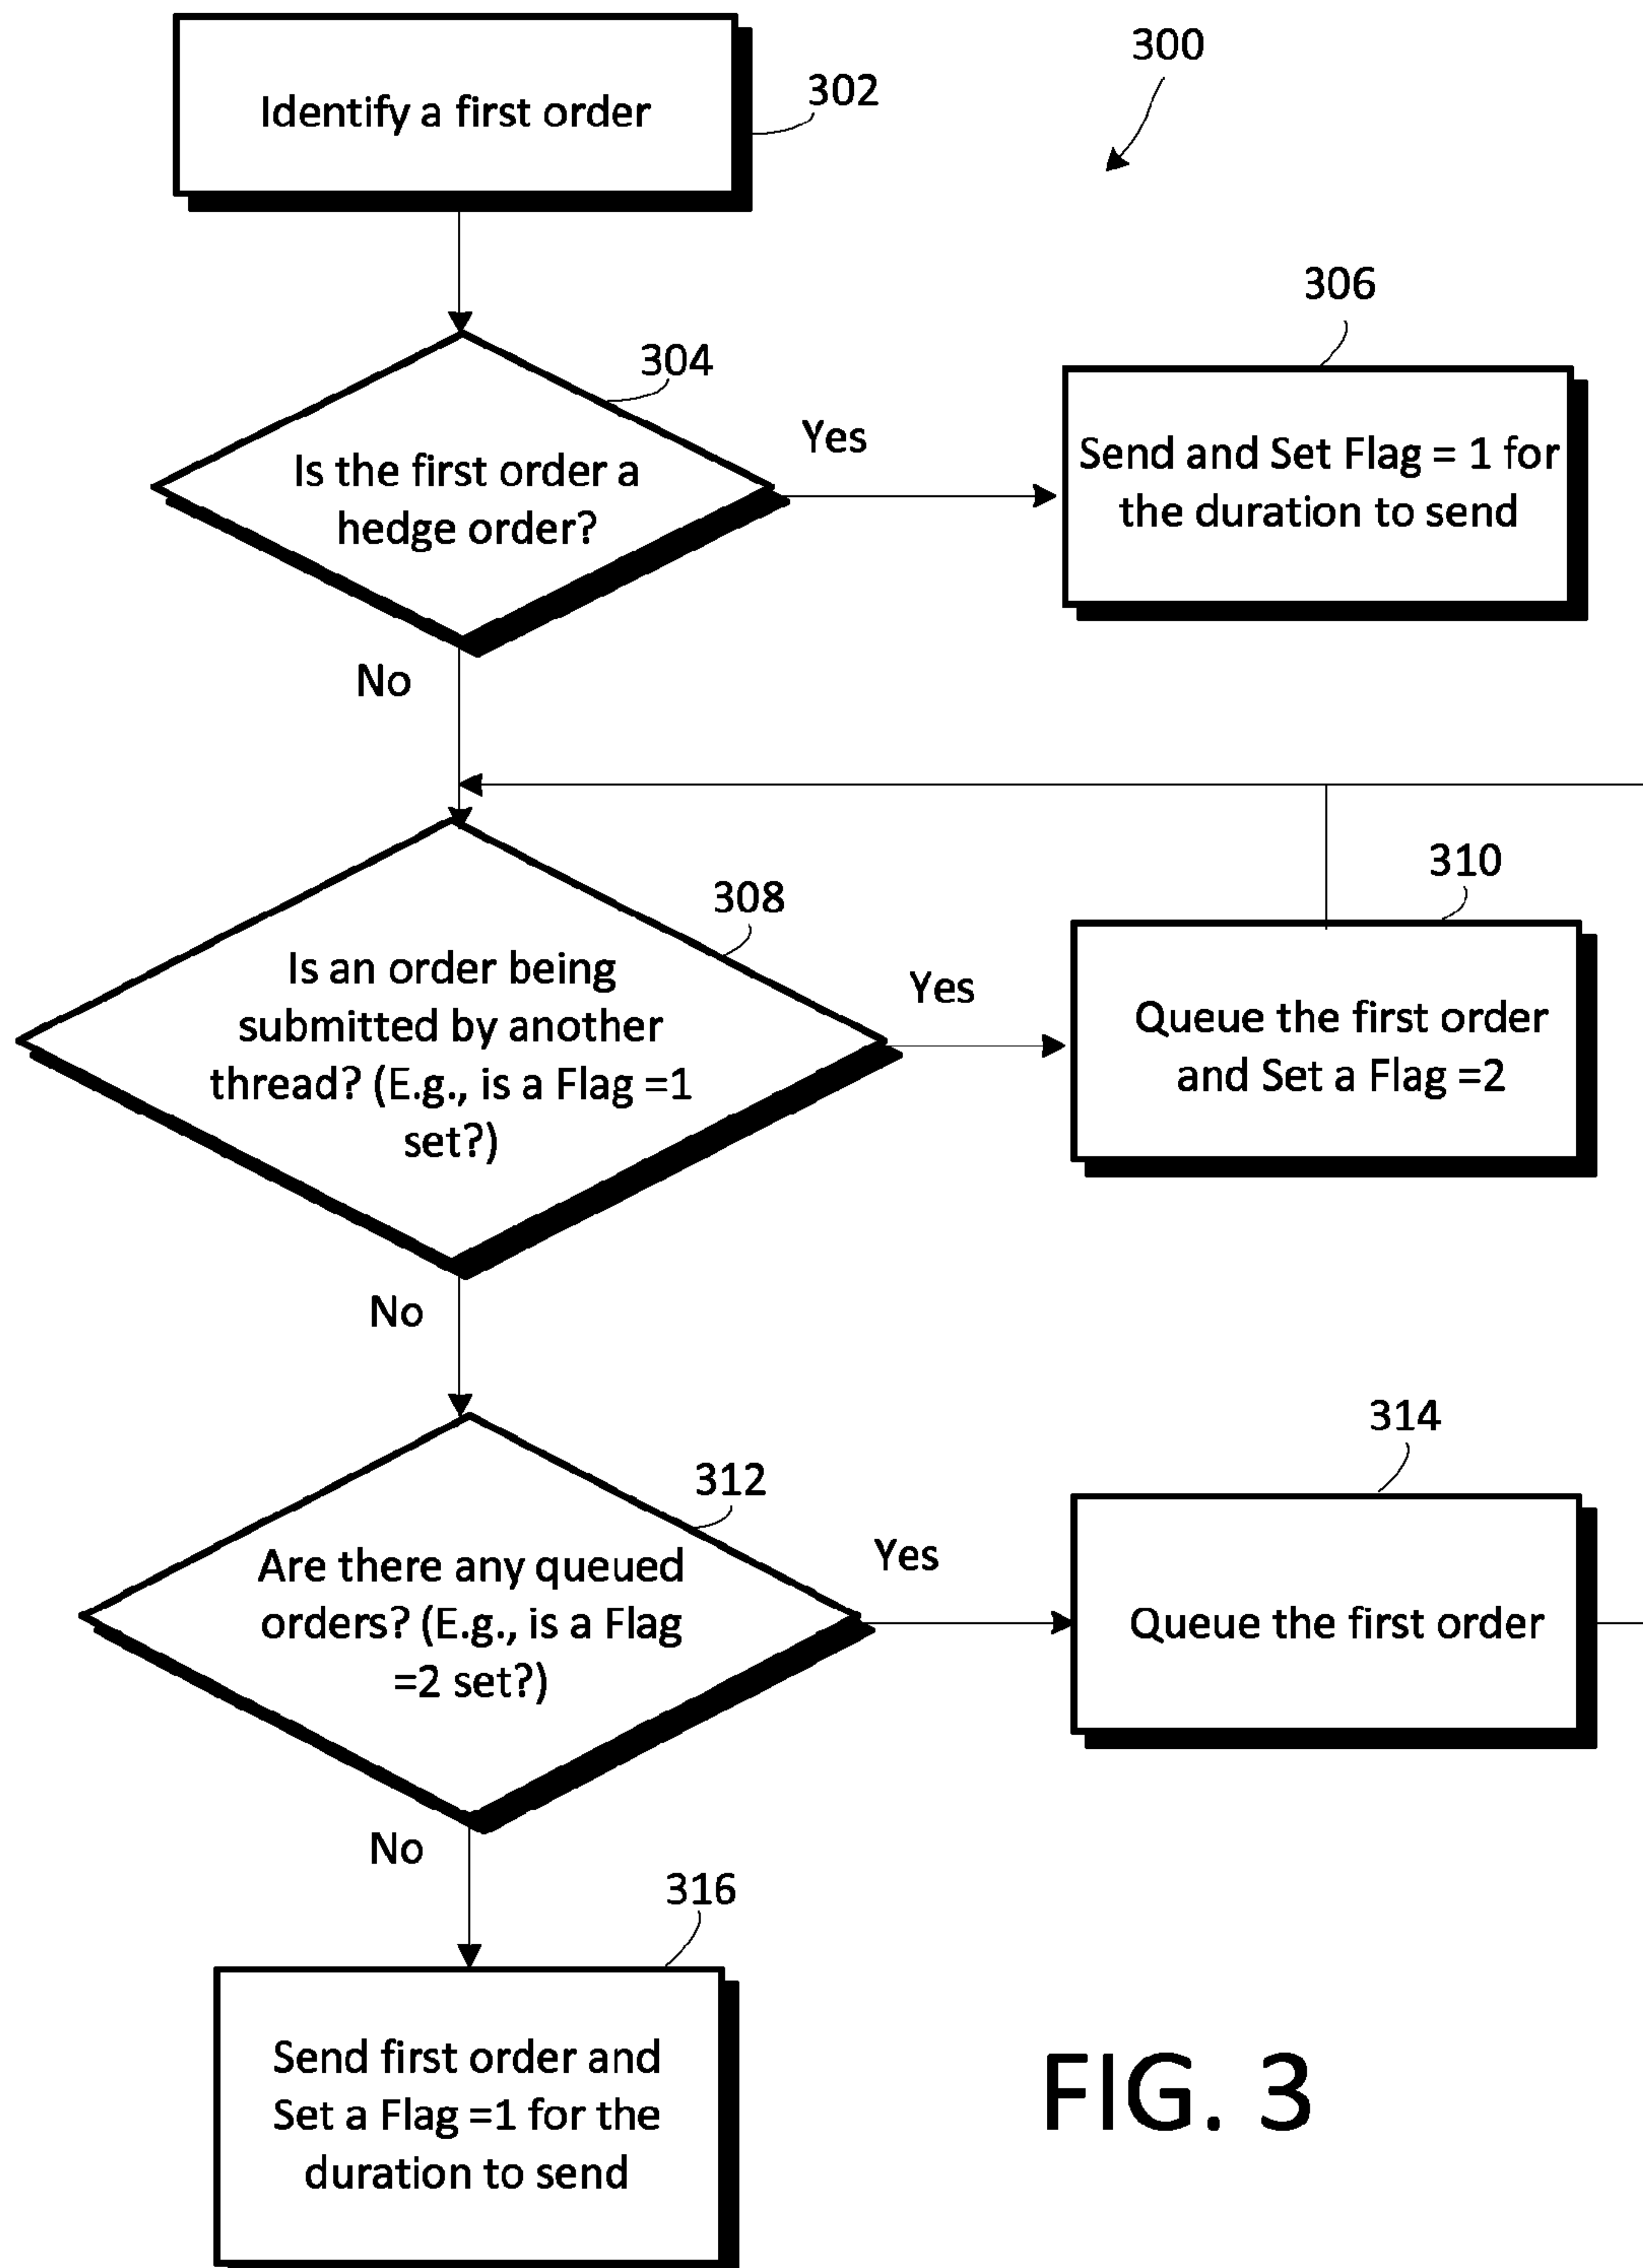 300
Identify a first order
302
304
306
Is the first order a
hedge order?
Yes
Send and Set Flag = 1 for
the duration to send
No
308
310
Is an order being
submitted by another
thread? (E.g., is a Flag =1
set?)
Yes
Queue the first order
and Set a Flag =2
No
312
314
Are there any queued
orders? (E.g., is a Flag
=2 set?)
Yes
Queue the first order
No
316
Send first order and
Set a Flag =1 for the
duration to send
FIG. 3